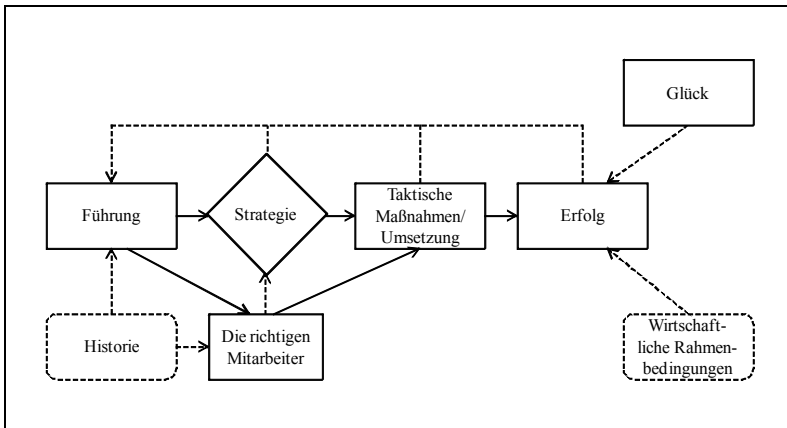 Glück
Führung
Strategie
Taktische
Maßnahmen/
Umsetzung
Erfolg
Historie
Die richtigen
Mitarbeiter
Wirtschaft-
liche Rahmen-
bedingungen